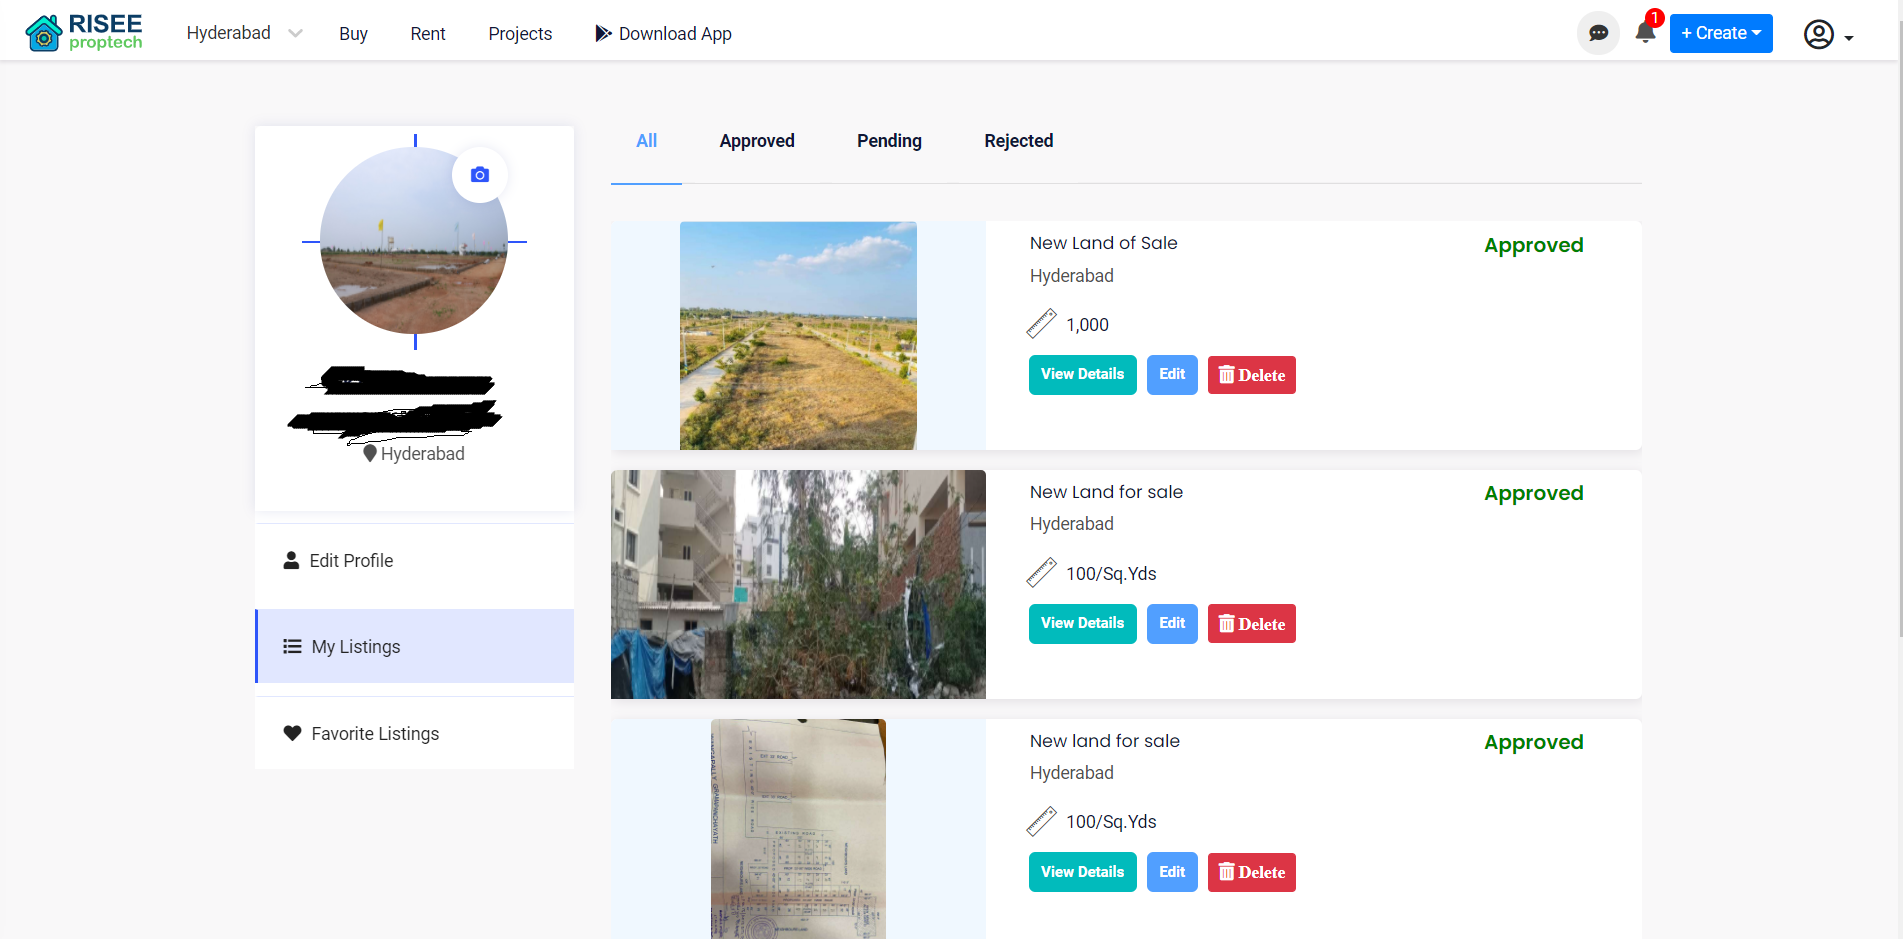 RISEE
proptech
Hyderabad
Buy
Rent
Projects
Download App
1
+ Create
Hyderabad
Edit Profile
My Listings
Favorite Listings
All
Approved
Pending
Rejected
New Land of Sale
Approved
Hyderabad
1,000
View Details
Edit
Delete
New Land for sale
Approved
Hyderabad
100/Sq.Yds
View Details
Edit
Delete
New land for sale
Approved
Hyderabad
100/Sq.Yds
View Details
Edit
Delete
EXISTING ROAD